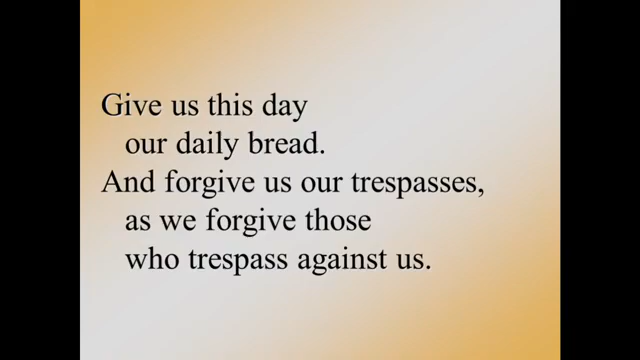 Give us this day
our daily bread.
And forgive us our trespasses,
as we forgive those
who trespass against us.